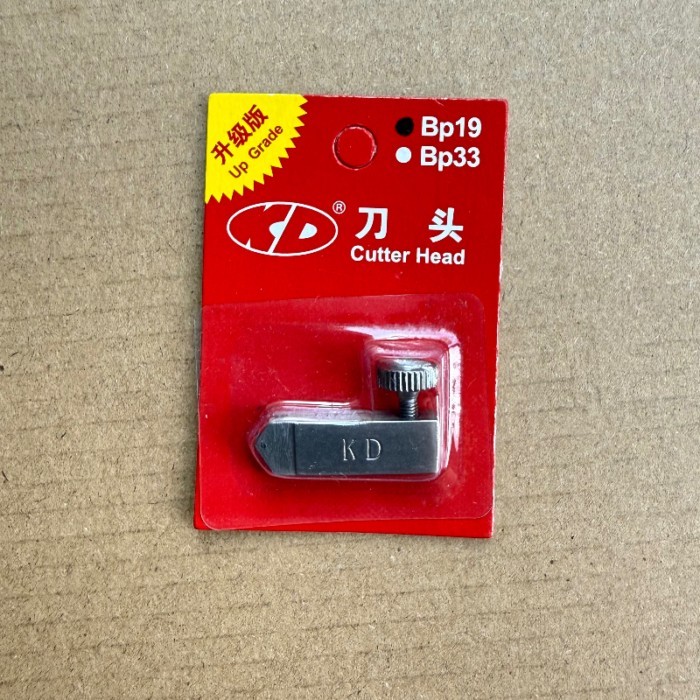 升级版
Up Grade
Bp19
Bp33
KD®
刀 头
Cutter Head
KD